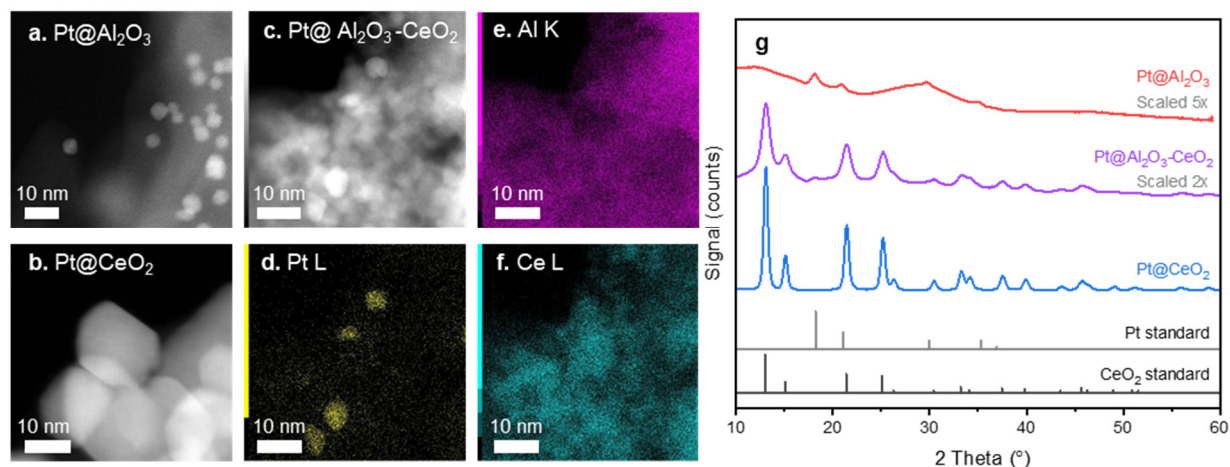 a. Pt@Al₂O₃
10 nm
c. Pt@ Al₂O₃-CeO₂
10 nm
e. Al K
10 nm
b. Pt@CeO₂
10 nm
d. Pt L
10 nm
f. Ce L
10 nm
g
Pt@Al₂O₃
Scaled 5x
Pt@Al₂O₃-CeO₂
Scaled 2x
Pt@CeO₂
Pt standard
CeO₂ standard
Signal (counts)
10 20 30 40 50 60
2 Theta (°)